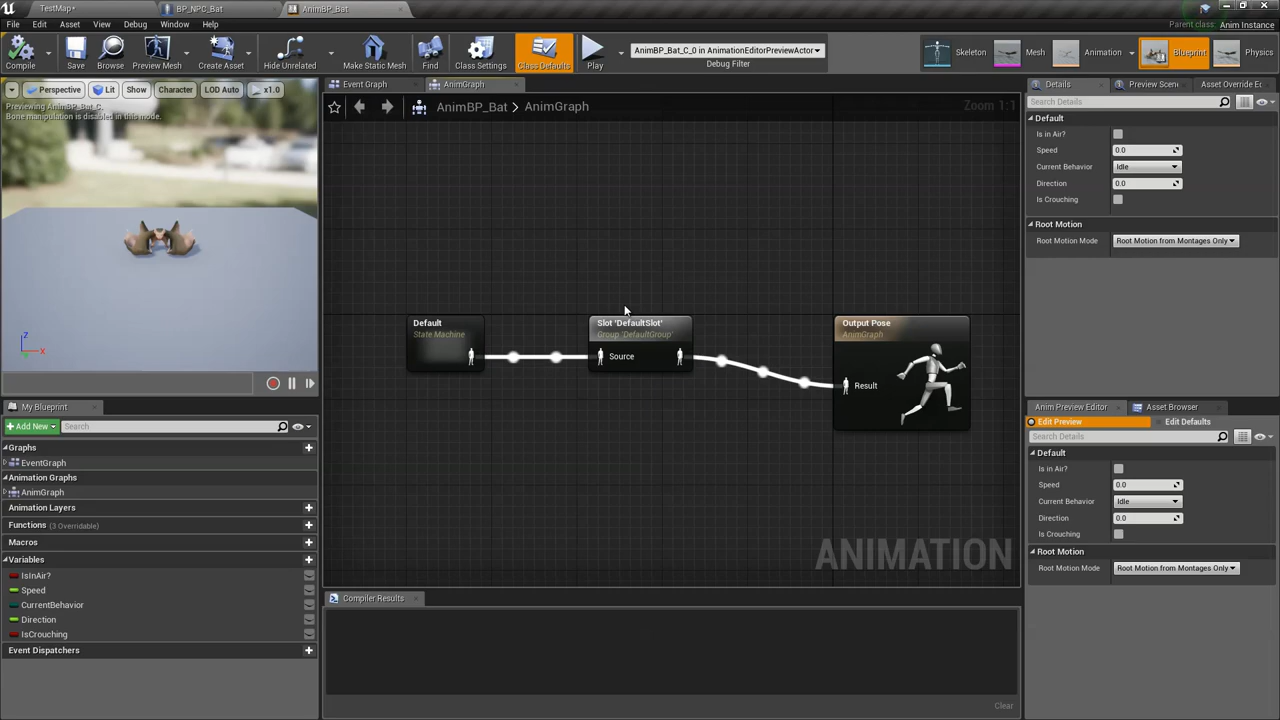 TestMap*
BP_NPC_Bat
AnimBP_Bat
File Edit Asset View Debug Window Help
Parent class: Anim Instance
Compile Save Browse Preview Mesh Create Asset Hide Unrelated Make Static Mesh Find Class Settings Class Defaults Play
AnimBP_Bat_C_0 in AnimationEditorPreviewActor
Debug Filter
Skeleton Mesh Animation Blueprint Physics
Perspective Lit Show Character LOD Auto x1.0
Previewing AnimBP_Bat_C.
Bone manipulation is disabled in this mode.
Z
X
Event Graph
AnimGraph
AnimBP_Bat > AnimGraph
Zoom 1:1
Default
State Machine
Slot 'DefaultSlot'
Group 'DefaultGroup'
Source
Output Pose
AnimGraph
Result
ANIMATION
My Blueprint
+ Add New
Search
Graphs
EventGraph
Animation Graphs
AnimGraph
Animation Layers
Functions (3 Overridable)
Macros
Variables
IsInAir?
Speed
CurrentBehavior
Direction
IsCrouching
Event Dispatchers
Compiler Results
Clear
Details
Preview Scene
Asset Override Ec
Search Details
Default
Is in Air?
Speed 0.0
Current Behavior Idle
Direction 0.0
Is Crouching
Root Motion
Root Motion Mode Root Motion from Montages Only
Anim Preview Editor
Asset Browser
Edit Preview
Edit Defaults
Search Details
Default
Is in Air?
Speed 0.0
Current Behavior Idle
Direction 0.0
Is Crouching
Root Motion
Root Motion Mode Root Motion from Montages Only